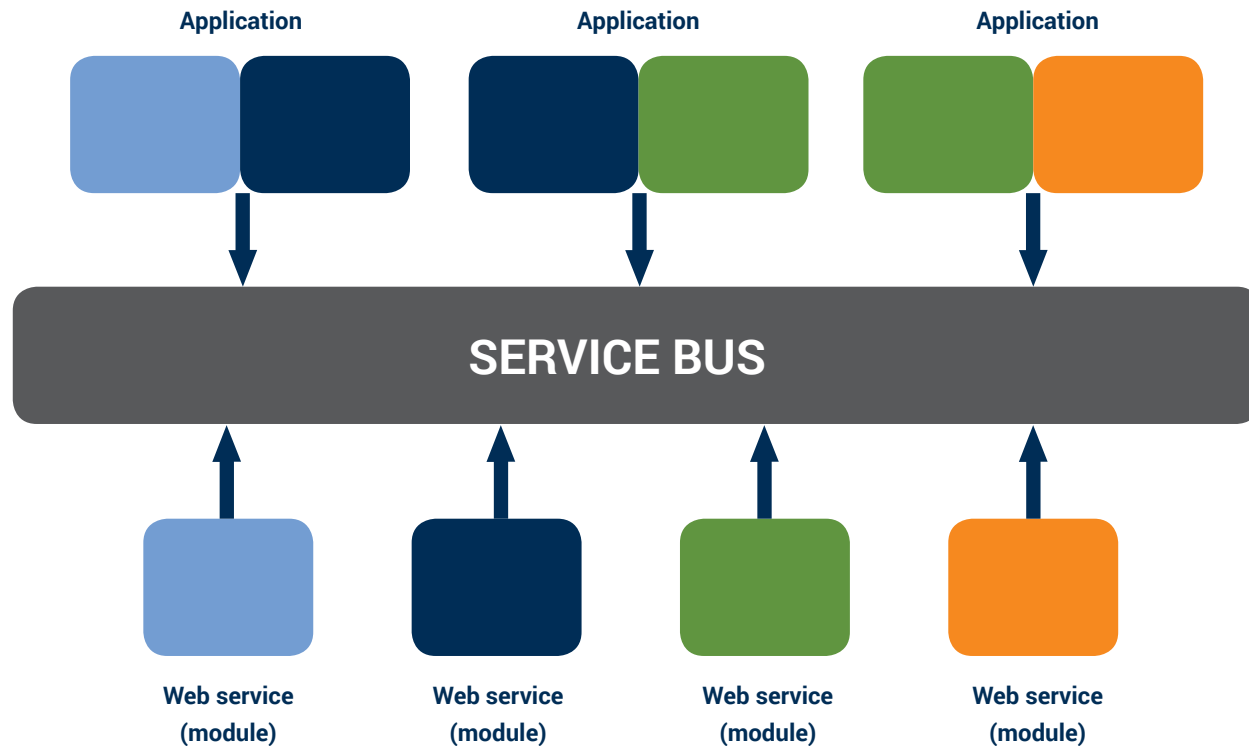 Application
Application
Application
SERVICE BUS
Web service
(module)
Web service
(module)
Web service
(module)
Web service
(module)